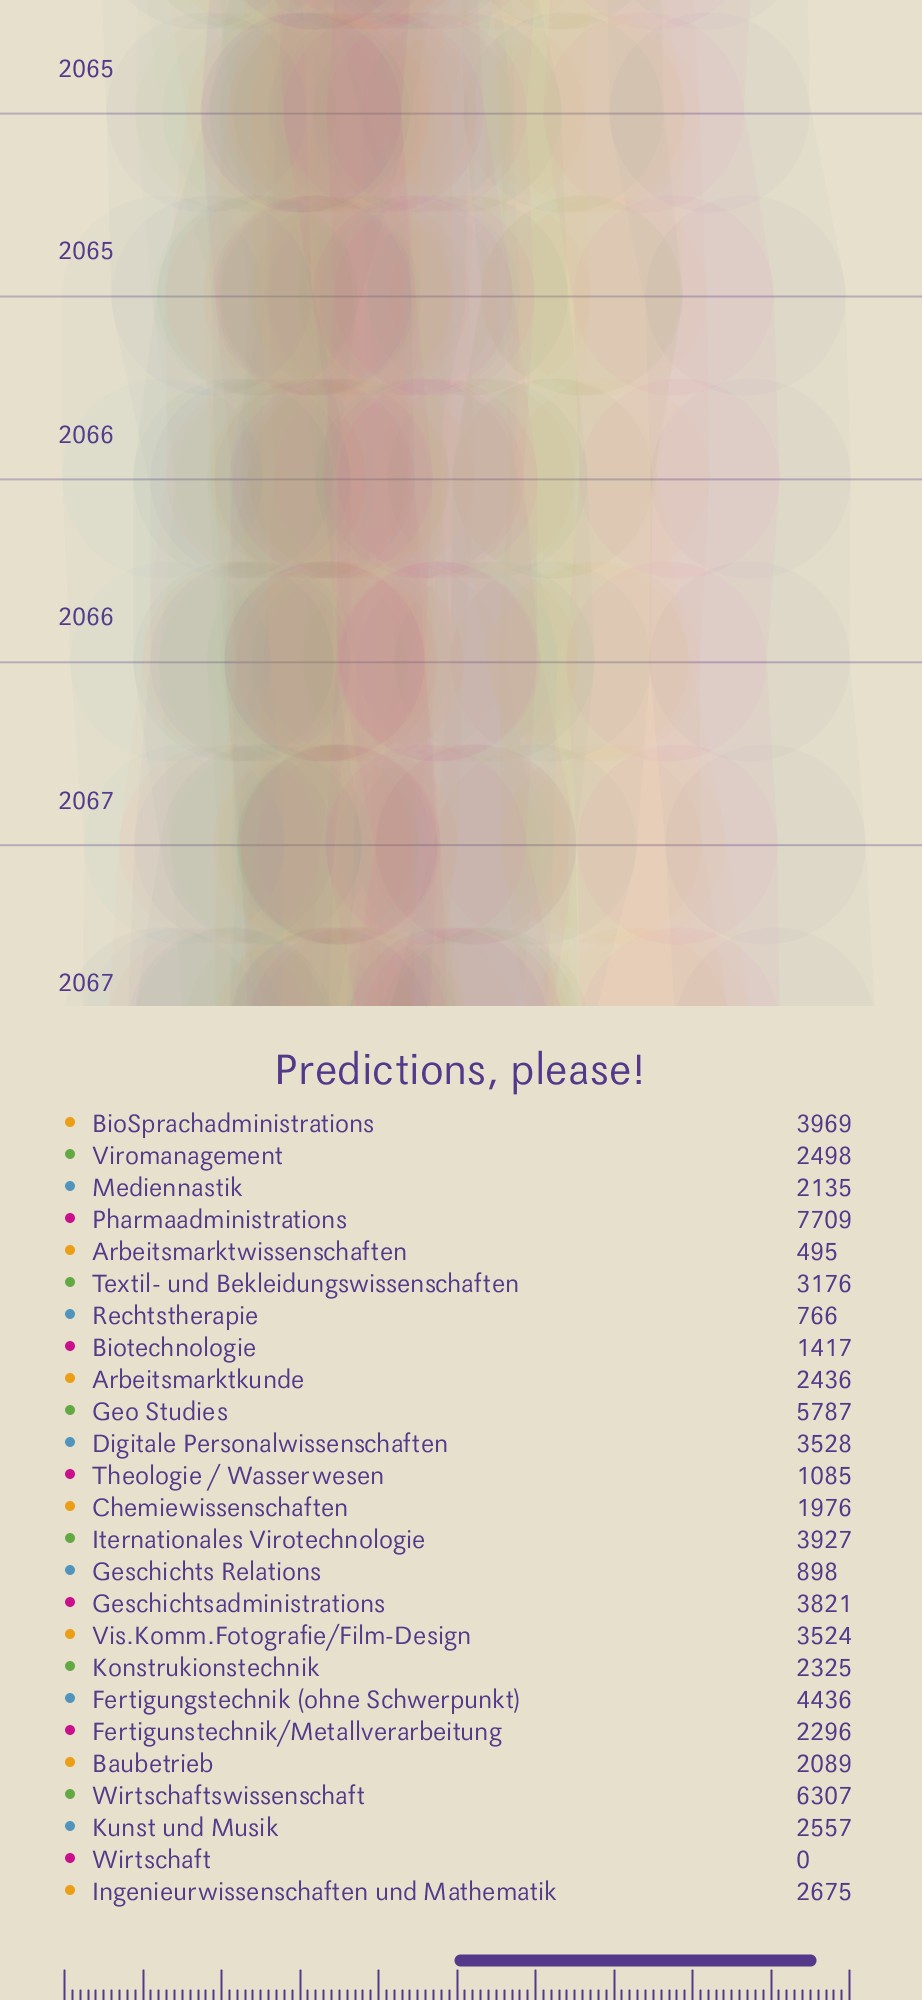 2065
2065
2066
2066
2067
2067
Predictions, please!
BioSprachadministrations 3969
Viromanagement 2498
Mediennastik 2135
Pharmaadministrations 7709
Arbeitsmarktwissenschaften 495
Textil- und Bekleidungswissenschaften 3176
Rechtstherapie 766
Biotechnologie 1417
Arbeitsmarktkunde 2436
Geo Studies 5787
Digitale Personalwissenschaften 3528
Theologie / Wasserwesen 1085
Chemiewissenschaften 1976
Iternationales Virotechnologie 3927
Geschichts Relations 898
Geschichtsadministrations 3821
Vis.Komm.Fotografie/Film-Design 3524
Konstrukionstechnik 2325
Fertigungstechnik (ohne Schwerpunkt) 4436
Fertigunstechnik/Metallverarbeitung 2296
Baubetrieb 2089
Wirtschaftswissenschaft 6307
Kunst und Musik 2557
Wirtschaft 0
Ingenieurwissenschaften und Mathematik 2675